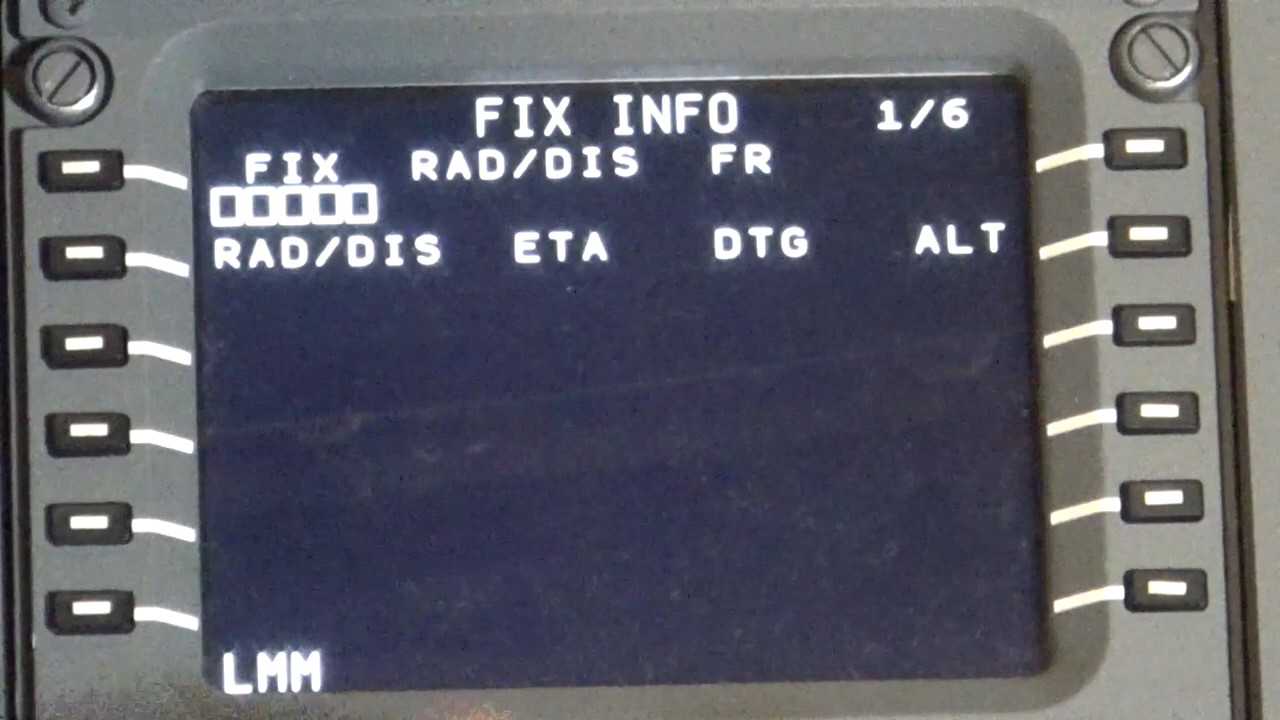 FIX INFO 1/6
FIX RAD/DIS FR
□□□□□
RAD/DIS ETA DTG ALT
LMM